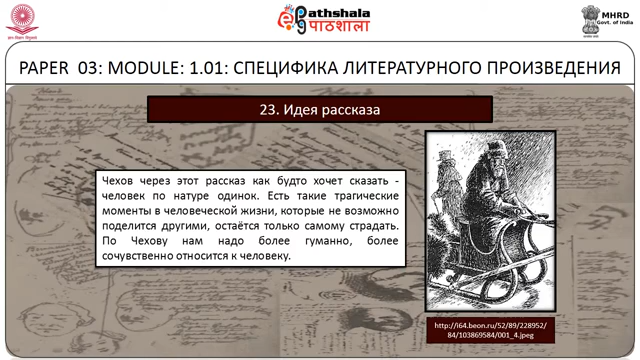 ePathshala
पाठशाला
MHRD
Govt. of India
PAPER 03: MODULE: 1.01: СПЕЦИФИКА ЛИТЕРАТУРНОГО ПРОИЗВЕДЕНИЯ
23. Идея рассказа
Чехов через этот рассказ как будто хочет сказать -
человек по натуре одинок. Есть такие трагические
моменты в человеческой жизни, которые не возможно
поделится другими, остаётся только самому страдать.
По Чехову нам надо более гуманно, более
сочувственно относится к человеку.
http://i64.beon.ru/52/89/228952/
84/103869584/001_4.jpeg